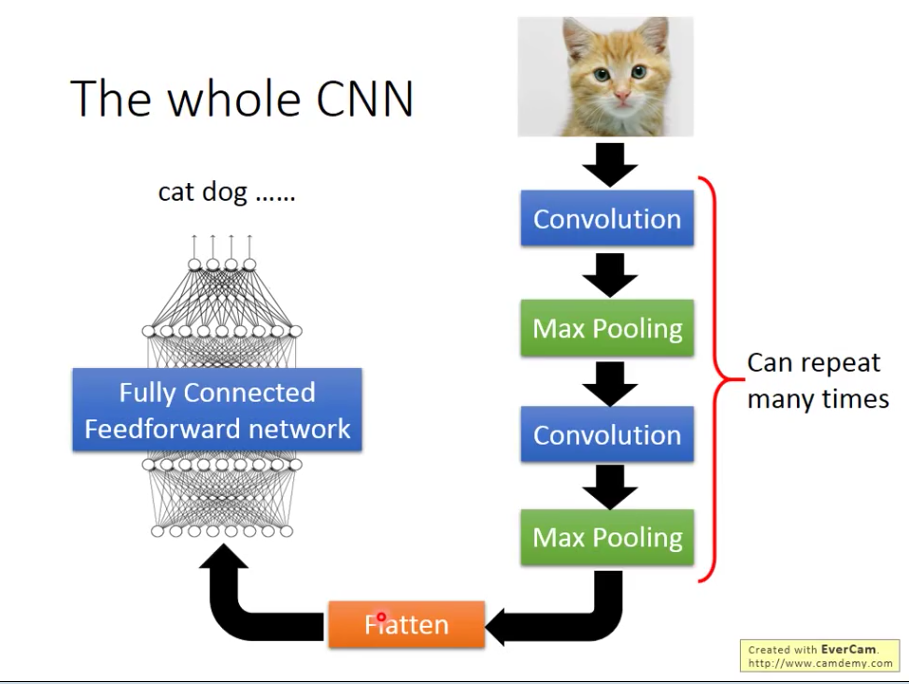 The whole CNN
cat dog ……
Convolution
Max Pooling
Convolution
Max Pooling
Can repeat
many times
Flatten
Fully Connected
Feedforward network
Created with EverCam.
http://www.camdemy.com